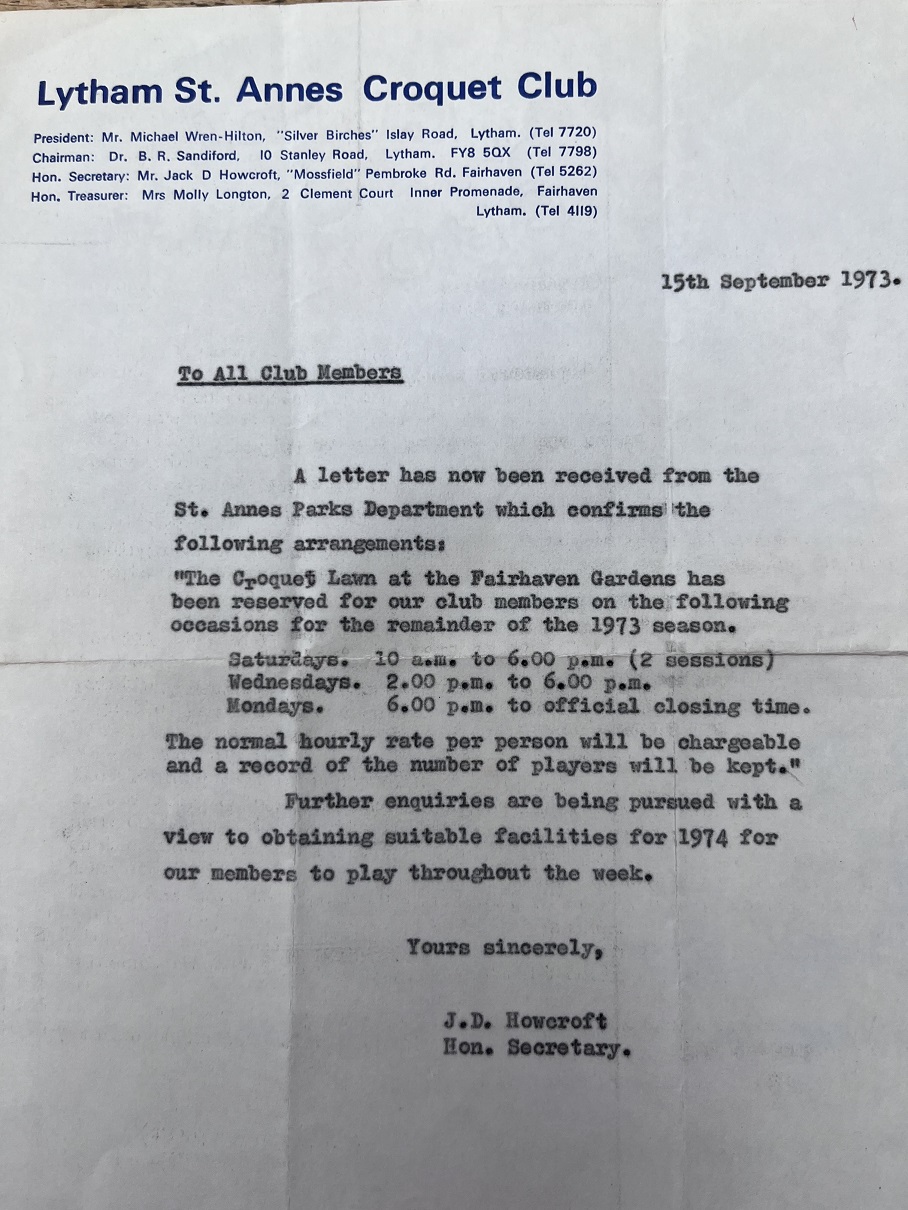 Lytham St. Annes Croquet Club
President: Mr. Michael Wren-Hilton, "Silver Birches" Islay Road, Lytham. (Tel 7720)
Chairman: Dr. B. R. Sandiford, 10 Stanley Road, Lytham. FY8 5QX (Tel 7798)
Hon. Secretary: Mr. Jack D Howcroft, "Mossfield" Pembroke Rd. Fairhaven (Tel 5262)
Hon. Treasurer: Mrs Molly Longton, 2 Clement Court Inner Promenade, Fairhaven
Lytham. (Tel 4119)
15th September 1973.
To All Club Members
A letter has now been received from the
St. Annes Parks Department which confirms the
following arrangements:
"The Croquet Lawn at the Fairhaven Gardens has
been reserved for our club members on the following
occasions for the remainder of the 1973 season.
Saturdays. 10 a.m. to 6.00 p.m. (2 sessions)
Wednesdays. 2.00 p.m. to 6.00 p.m.
Mondays. 6.00 p.m. to official closing time.
The normal hourly rate per person will be chargeable
and a record of the number of players will be kept."
Further enquiries are being pursued with a
view to obtaining suitable facilities for 1974 for
our members to play throughout the week.
Yours sincerely,
J.D. Howcroft
Hon. Secretary.